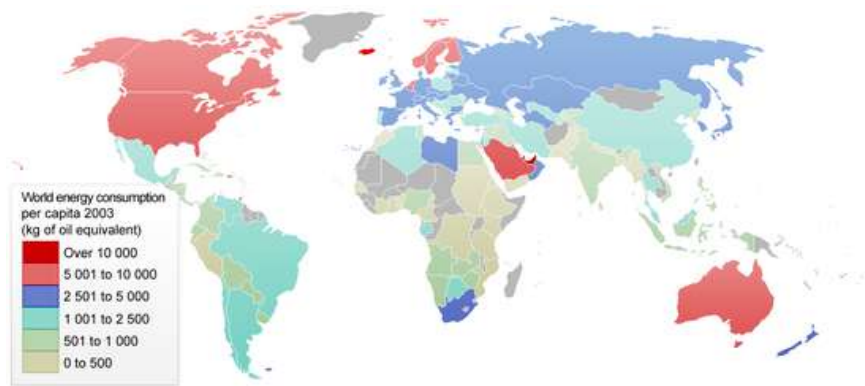 World energy consumption
per capita 2003
(kg of oil equivalent)
Over 10 000
5 001 to 10 000
2 501 to 5 000
1 001 to 2 500
501 to 1 000
0 to 500